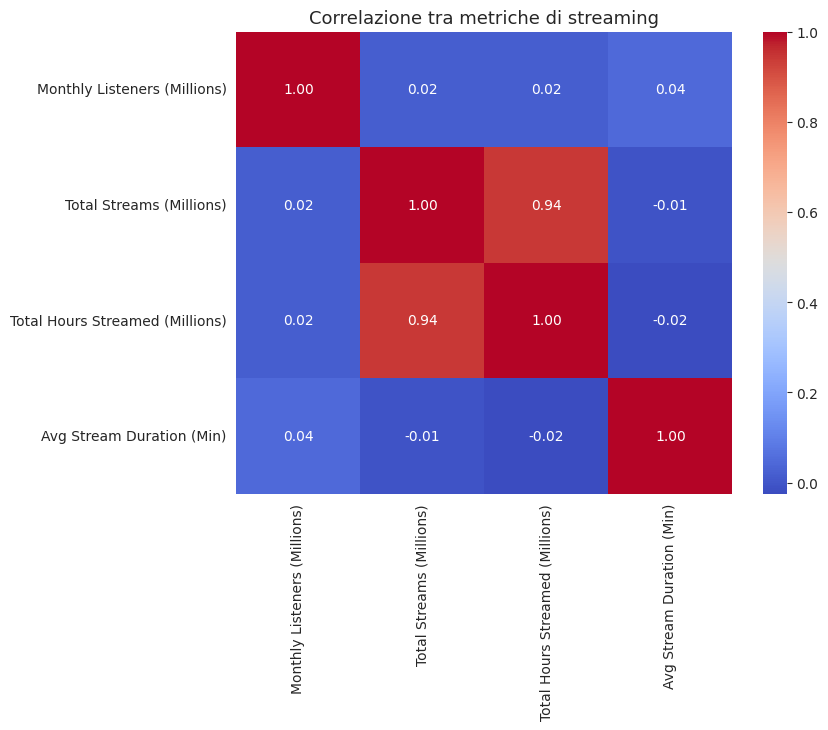 Correlazione tra metriche di streaming
Monthly Listeners (Millions)
1.00 0.02 0.02 0.04
Total Streams (Millions)
0.02 1.00 0.94 -0.01
Total Hours Streamed (Millions)
0.02 0.94 1.00 -0.02
Avg Stream Duration (Min)
0.04 -0.01 -0.02 1.00
Monthly Listeners (Millions)
Total Streams (Millions)
Total Hours Streamed (Millions)
Avg Stream Duration (Min)
1.0
0.8
0.6
0.4
0.2
0.0